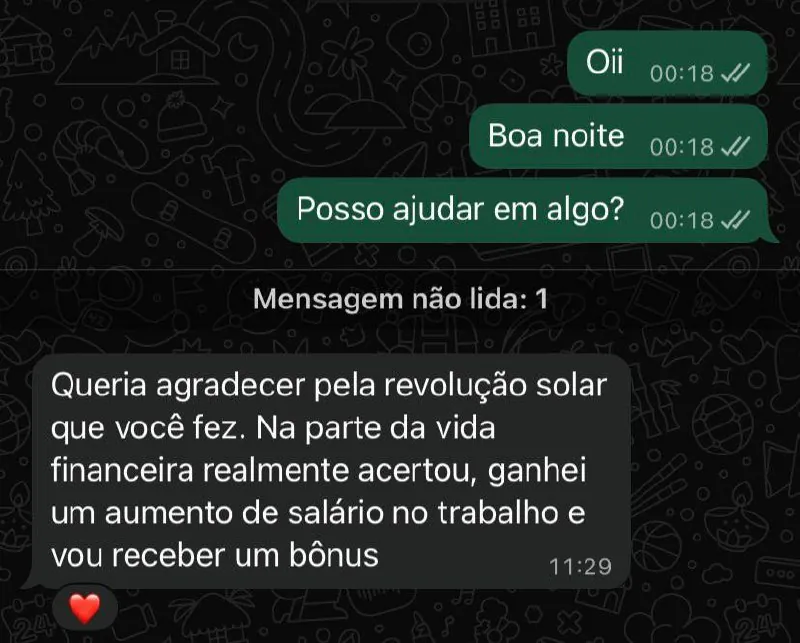 Oii 00:18
Boa noite 00:18
Posso ajudar em algo? 00:18
Mensagem não lida: 1
Queria agradecer pela revolução solar
que você fez. Na parte da vida
financeira realmente acertou, ganhei
um aumento de salário no trabalho e
vou receber um bônus 11:29